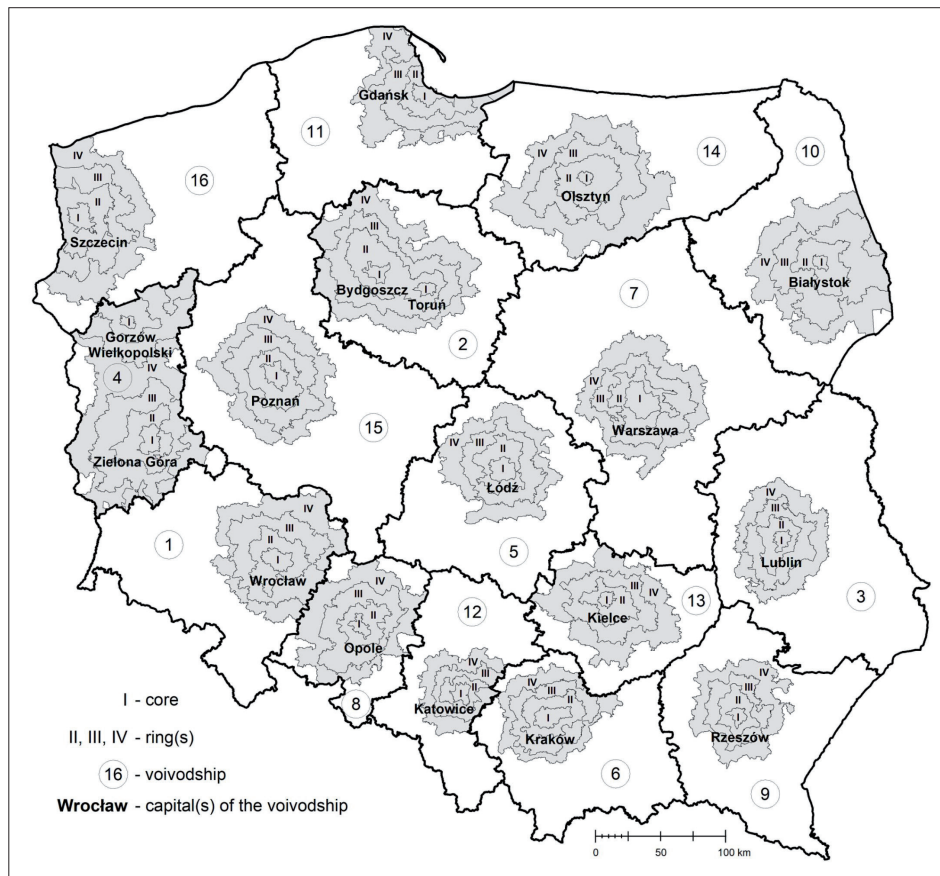 IV
III II
Gdańsk I
11
IV III
14
10
II I
Olsztyn
IV
III
16
II
I
Szczecin
IV
III
II
I
Bydgoszcz I
Toruń
IV III II I
Białystok
7
I
Gorzów
Wielkopolski
4
IV
III
II
I
Zielona Góra
IV
III
II
I
Poznań
2
IV
III II I
Warszawa
15
IV III II
I
Łódź
1
IV
III
II
I
Wrocław
5
IV
III
II
I
Lublin
3
IV
III
II
I
Opole
12
III
I II IV
Kielce
13
8
IV
III
II
I
Katowice
IV III
II
I
Kraków
6
IV
III
II
I
Rzeszów
9
I - core
II, III, IV - ring(s)
16 - voivodship
Wrocław - capital(s) of the voivodship
0 50 100 km